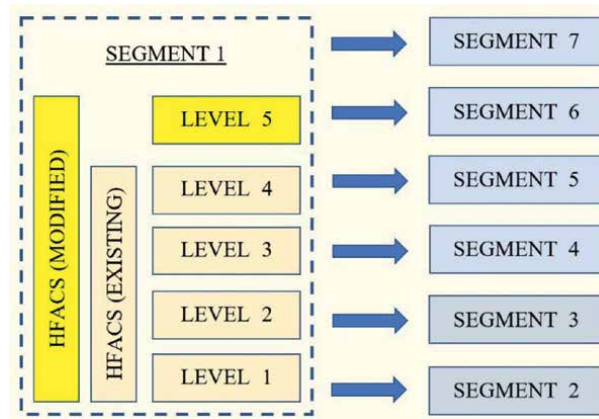 SEGMENT 1
HFACS (MODIFIED)
HFACS (EXISTING)
LEVEL 5
LEVEL 4
LEVEL 3
LEVEL 2
LEVEL 1
SEGMENT 7
SEGMENT 6
SEGMENT 5
SEGMENT 4
SEGMENT 3
SEGMENT 2